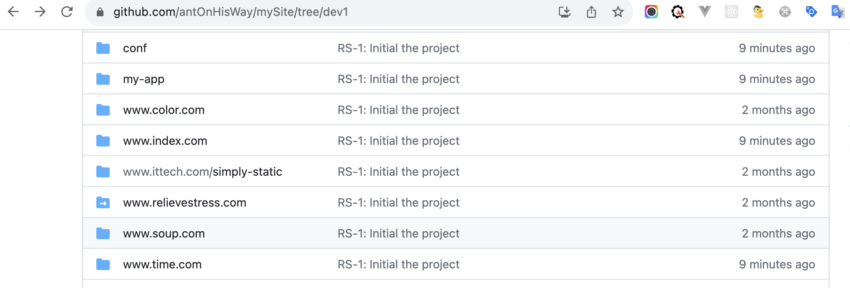 github.com/antOnHisWay/mySite/tree/dev1
conf RS-1: Initial the project 9 minutes ago
my-app RS-1: Initial the project 9 minutes ago
www.color.com RS-1: Initial the project 2 months ago
www.index.com RS-1: Initial the project 9 minutes ago
www.ittech.com/simply-static RS-1: Initial the project 2 months ago
www.relievestress.com RS-1: Initial the project 2 months ago
www.soup.com RS-1: Initial the project 2 months ago
www.time.com RS-1: Initial the project 9 minutes ago